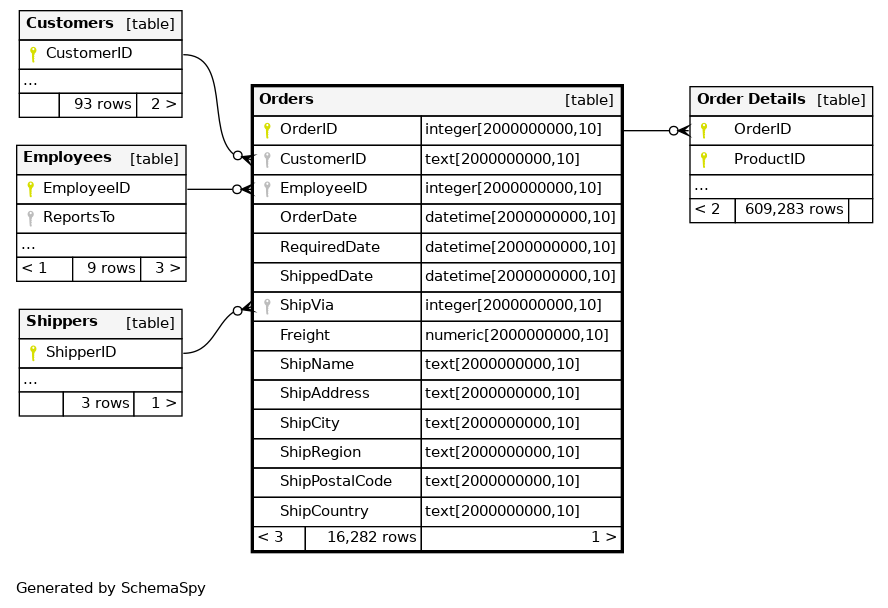 Customers [table]
CustomerID
...
93 rows 2 >
Employees [table]
EmployeeID
ReportsTo
...
< 1 9 rows 3 >
Shippers [table]
ShipperID
...
3 rows 1 >
Orders [table]
OrderID integer[2000000000,10]
CustomerID text[2000000000,10]
EmployeeID integer[2000000000,10]
OrderDate datetime[2000000000,10]
RequiredDate datetime[2000000000,10]
ShippedDate datetime[2000000000,10]
ShipVia integer[2000000000,10]
Freight numeric[2000000000,10]
ShipName text[2000000000,10]
ShipAddress text[2000000000,10]
ShipCity text[2000000000,10]
ShipRegion text[2000000000,10]
ShipPostalCode text[2000000000,10]
ShipCountry text[2000000000,10]
< 3 16,282 rows 1 >
Order Details [table]
OrderID
ProductID
...
< 2 609,283 rows
Generated by SchemaSpy